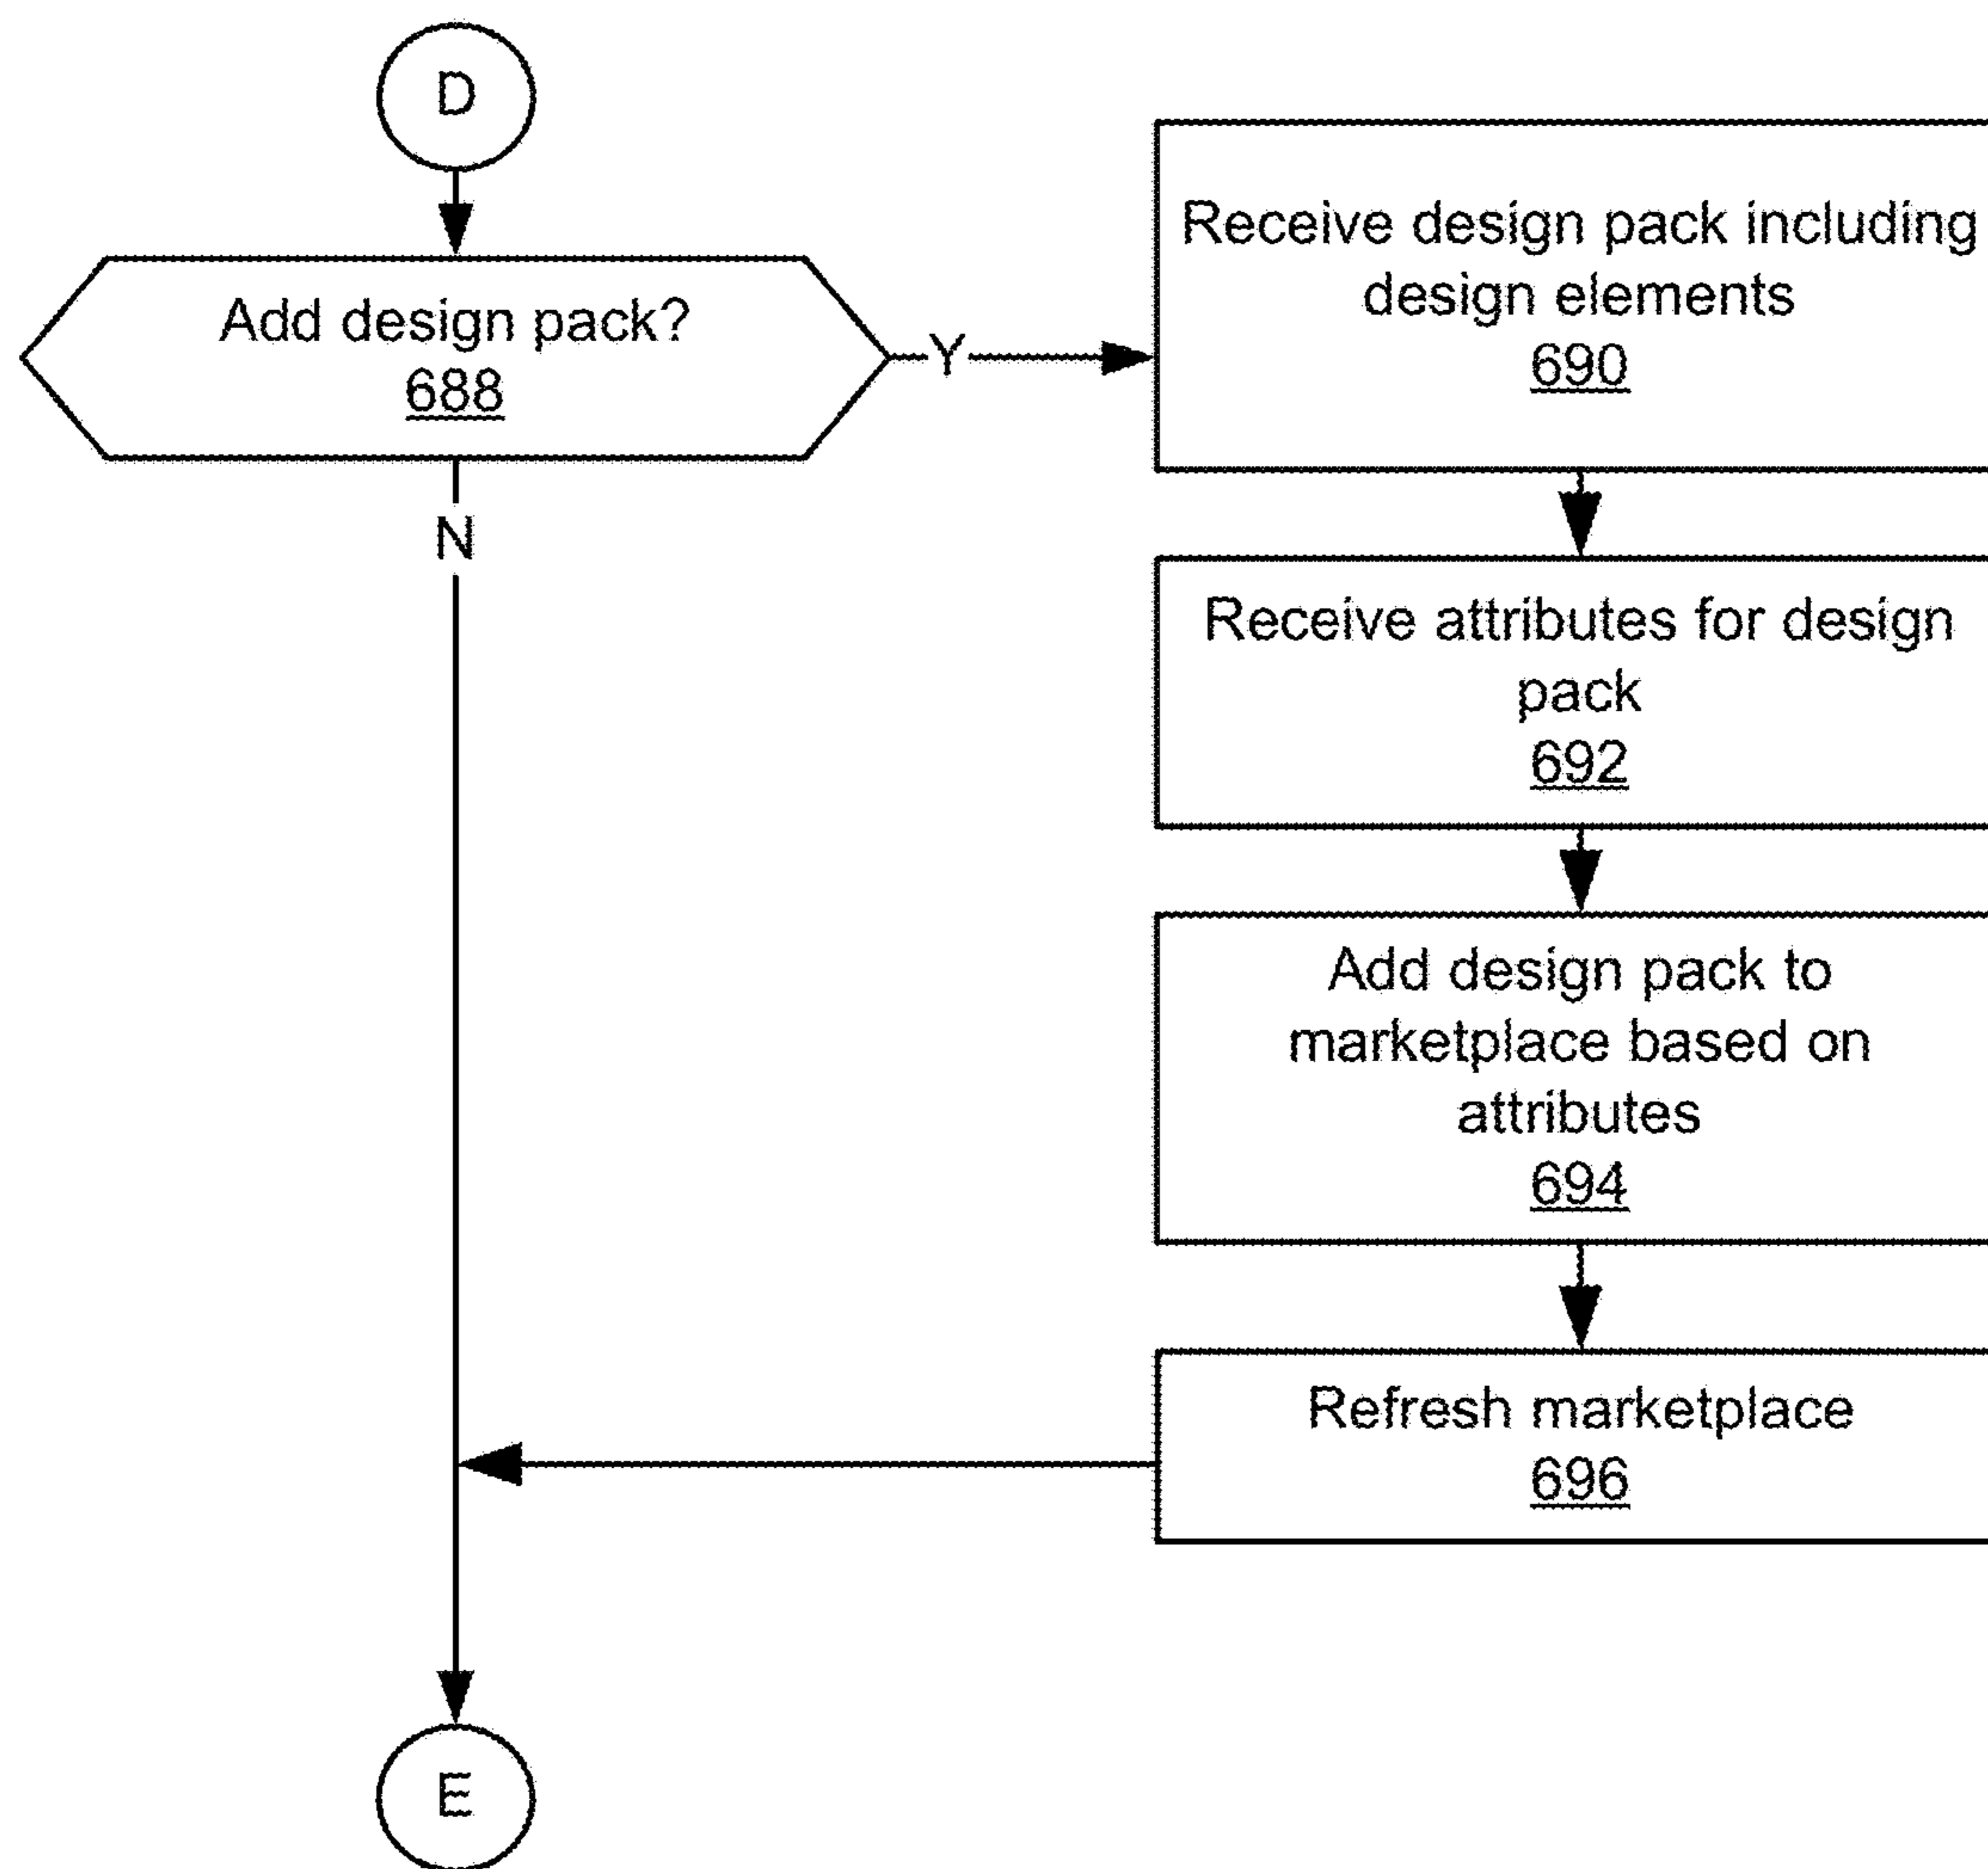 D
Add design pack?
688
Y
N
Receive design pack including
design elements
690
Receive attributes for design
pack
692
Add design pack to
marketplace based on
attributes
694
Refresh marketplace
696
E